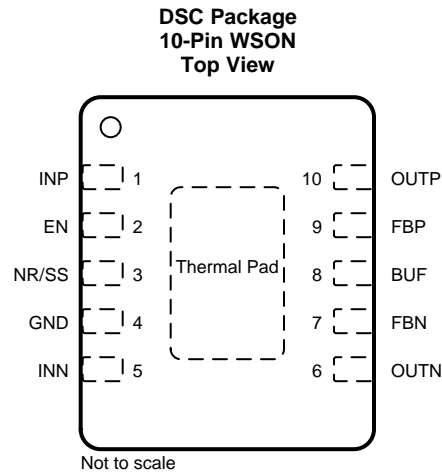 DSC Package
10-Pin WSON
Top View
INP 1 10 OUTP
EN 2 9 FBP
NR/SS 3 Thermal Pad 8 BUF
GND 4 7 FBN
INN 5 6 OUTN
Not to scale